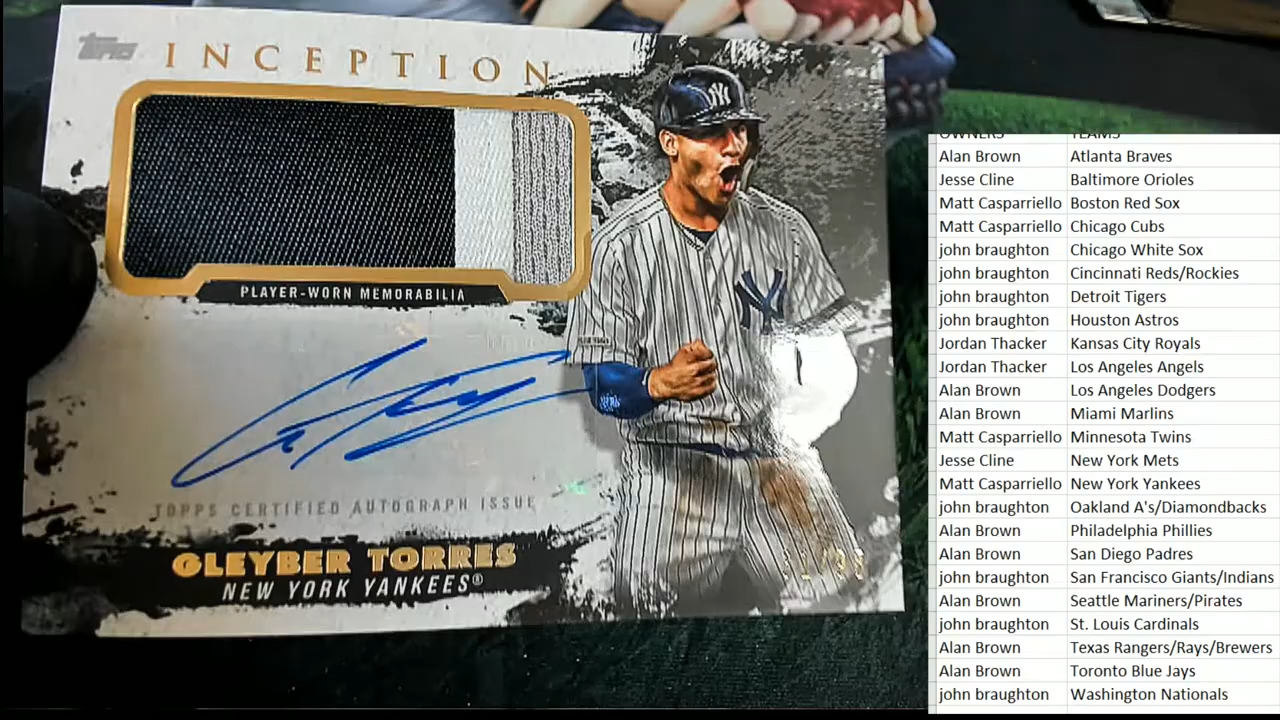 Topps INCEPTION
PLAYER-WORN MEMORABILIA
TOPPS CERTIFIED AUTOGRAPH ISSUE
GLEYBER TORRES
NEW YORK YANKEES®
OWNERS TEAMS
Alan Brown Atlanta Braves
Jesse Cline Baltimore Orioles
Matt Casparriello Boston Red Sox
Matt Casparriello Chicago Cubs
john braughton Chicago White Sox
john braughton Cincinnati Reds/Rockies
john braughton Detroit Tigers
john braughton Houston Astros
Jordan Thacker Kansas City Royals
Jordan Thacker Los Angeles Angels
Alan Brown Los Angeles Dodgers
Alan Brown Miami Marlins
Matt Casparriello Minnesota Twins
Jesse Cline New York Mets
Matt Casparriello New York Yankees
john braughton Oakland A's/Diamondbacks
Alan Brown Philadelphia Phillies
Alan Brown San Diego Padres
john braughton San Francisco Giants/Indians
Alan Brown Seattle Mariners/Pirates
john braughton St. Louis Cardinals
Alan Brown Texas Rangers/Rays/Brewers
Alan Brown Toronto Blue Jays
john braughton Washington Nationals